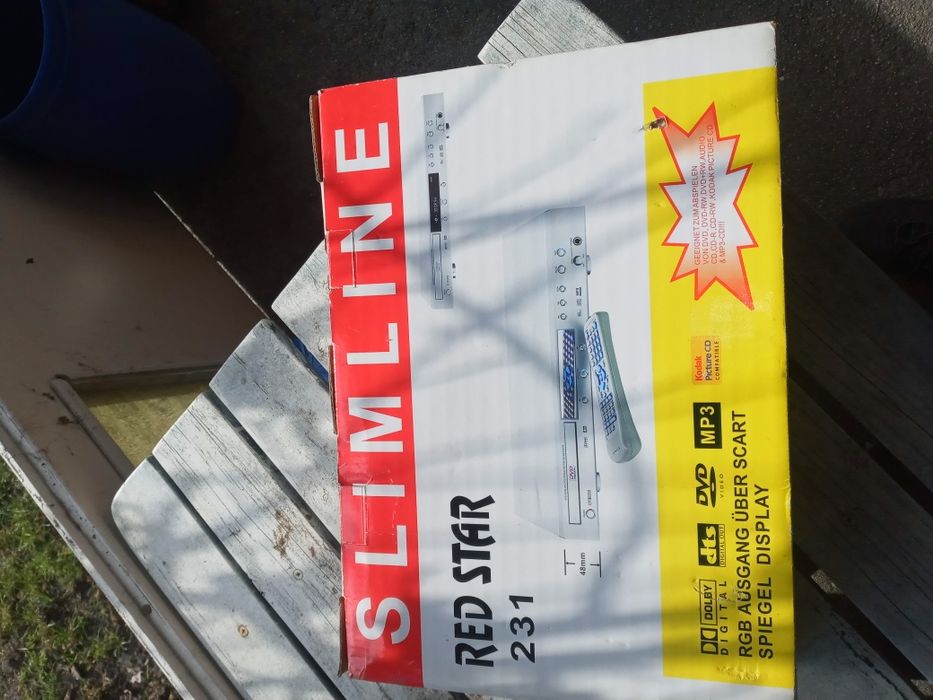 SLIMLINE
RED STAR
231
48mm
GEEIGNET ZUM ABSPIELEN
VON DVD, DVD-RW, DVD+RW, AUDIO
CD, CD-R, CD-RW, KODAK PICTURE CD
& MP3-CD!!!
DOLBY
DIGITAL
dts
DIGITAL OUT
DVD
VIDEO
MP3
Kodak
Picture CD
COMPATIBLE
RGB AUSGANG ÜBER SCART
SPIEGEL DISPLAY